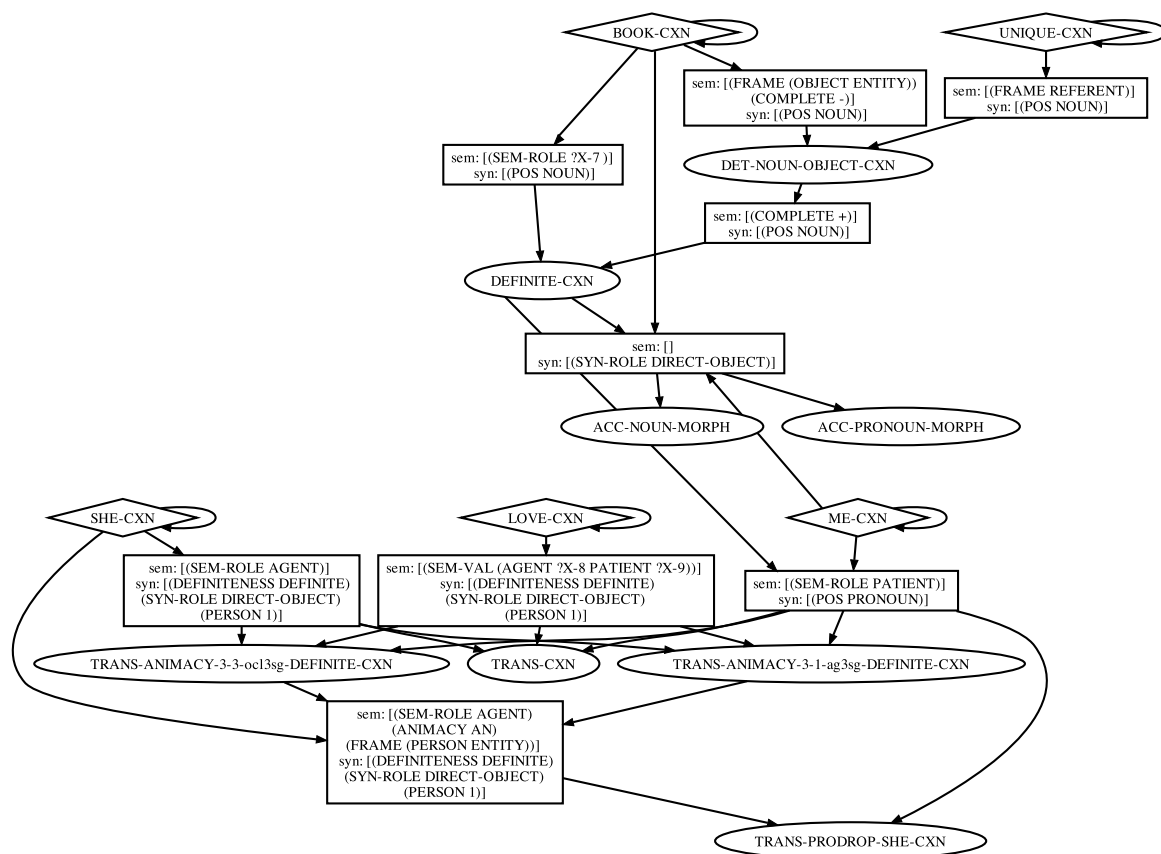 BOOK-CXN
UNIQUE-CXN
sem: [(FRAME (OBJECT ENTITY))
(COMPLETE -)]
syn: [(POS NOUN)]
sem: [(FRAME REFERENT)]
syn: [(POS NOUN)]
sem: [(SEM-ROLE ?X-7 )]
syn: [(POS NOUN)]
DET-NOUN-OBJECT-CXN
sem: [(COMPLETE +)]
syn: [(POS NOUN)]
DEFINITE-CXN
sem: []
syn: [(SYN-ROLE DIRECT-OBJECT)]
ACC-NOUN-MORPH
ACC-PRONOUN-MORPH
SHE-CXN
LOVE-CXN
ME-CXN
sem: [(SEM-ROLE AGENT)]
syn: [(DEFINITENESS DEFINITE)
(SYN-ROLE DIRECT-OBJECT)
(PERSON 1)]
sem: [(SEM-VAL (AGENT ?X-8 PATIENT ?X-9))]
syn: [(DEFINITENESS DEFINITE)
(SYN-ROLE DIRECT-OBJECT)
(PERSON 1)]
sem: [(SEM-ROLE PATIENT)]
syn: [(POS PRONOUN)]
TRANS-ANIMACY-3-3-ocl3sg-DEFINITE-CXN
TRANS-CXN
TRANS-ANIMACY-3-1-ag3sg-DEFINITE-CXN
sem: [(SEM-ROLE AGENT)
(ANIMACY AN)
(FRAME (PERSON ENTITY))]
syn: [(DEFINITENESS DEFINITE)
(SYN-ROLE DIRECT-OBJECT)
(PERSON 1)]
TRANS-PRODROP-SHE-CXN